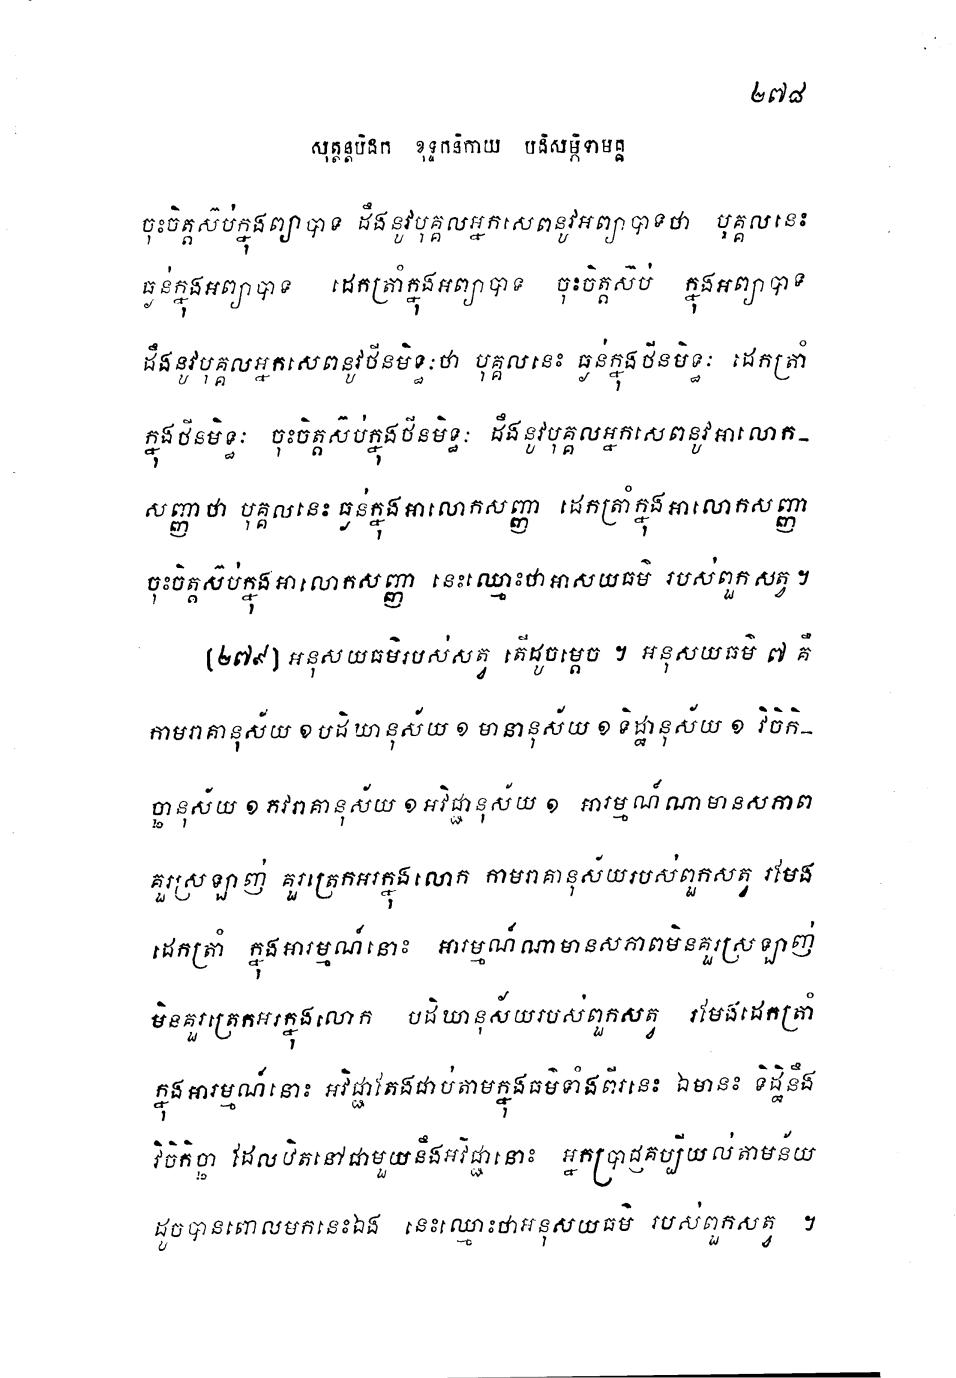 ២៧៨
សុត្តន្តបិដក ខុទ្ទកនិកាយ បដិសម្ភិទាមគ្គ
ចុះចិត្តស៊ប់ក្នុងព្យាបាទ ដឹងនូវបុគ្គលអ្នកសេពនូវអព្យាបាទថា បុគ្គលនេះ
ធ្ងន់ក្នុងអព្យាបាទ ដេកត្រាំក្នុងអព្យាបាទ ចុះចិត្តស៊ប់ ក្នុងអព្យាបាទ
ដឹងនូវបុគ្គលអ្នកសេពនូវថីនមិទ្ធៈថា បុគ្គលនេះ ធ្ងន់ក្នុងថីនមិទ្ធៈ ដេកត្រាំ
ក្នុងថីនមិទ្ធៈ ចុះចិត្តស៊ប់ក្នុងថីនមិទ្ធៈ ដឹងនូវបុគ្គលអ្នកសេពនូវអាលោក-
សញ្ញាថា បុគ្គលនេះ ធ្ងន់ក្នុងអាលោកសញ្ញា ដេកត្រាំក្នុងអាលោកសញ្ញា
ចុះចិត្តស៊ប់ក្នុងអាលោកសញ្ញា នេះឈ្មោះថាអាសយធម៌ របស់ពួកសត្វ ។
(២៧៩) អនុសយធម៌របស់សត្វ តើដូចម្តេច ។ អនុសយធម៌ ៧ គឺ
កាមរាគានុស័យ ១ បដិឃានុស័យ ១ មានានុស័យ ១ ទិដ្ឋានុស័យ ១ វិចិកិ-
ច្ឆានុស័យ ១ ភវរាគានុស័យ ១ អវិជ្ជានុស័យ ១ អារម្មណ៍ណាមានសភាព
គួរស្រឡាញ់ គួរត្រេកអរក្នុងលោក កាមរាគានុស័យរបស់ពួកសត្វ រមែង
ដេកត្រាំ ក្នុងអារម្មណ៍នោះ អារម្មណ៍ណាមានសភាពមិនគួរស្រឡាញ់
មិនគួរត្រេកអរក្នុងលោក បដិឃានុស័យរបស់ពួកសត្វ រមែងដេកត្រាំ
ក្នុងអារម្មណ៍នោះ អវិជ្ជាតែងជាប់តាមក្នុងធម៌ទាំងពីរនេះ ឯមានះ ទិដ្ឋិនឹង
វិចិកិច្ឆា ដែលឋិតនៅជាមួយនឹងអវិជ្ជានោះ អ្នកប្រាជ្ញគប្បីយល់តាមន័យ
ដូចបានពោលមកនេះឯង នេះឈ្មោះថាអនុសយធម៌ របស់ពួកសត្វ ។